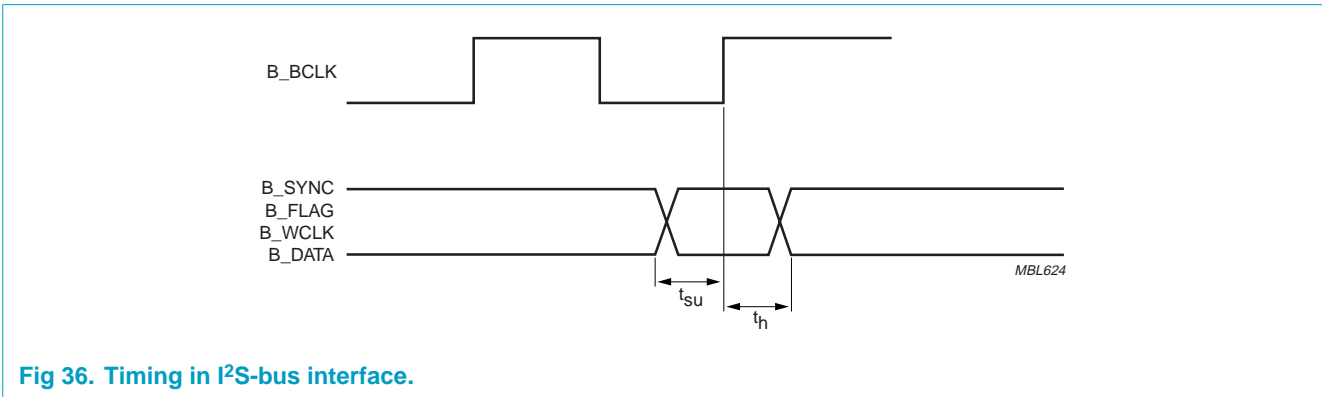 B_BCLK
B_SYNC
B_FLAG
B_WCLK
B_DATA
MBL624
tsu
th
Fig 36. Timing in I²S-bus interface.